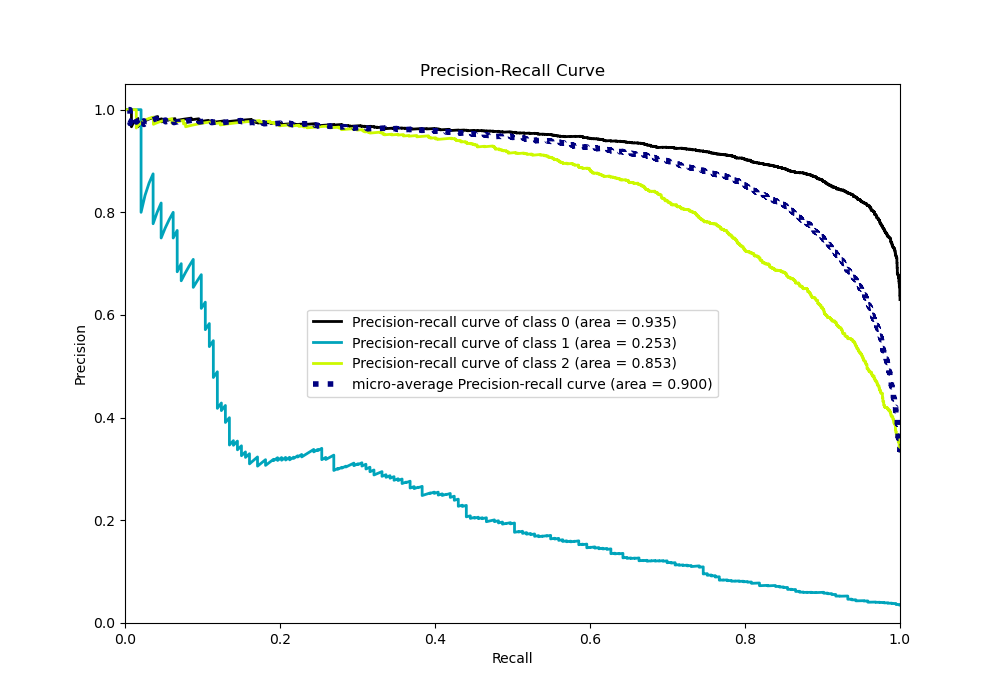 Precision-Recall Curve
1.0
0.8
0.6
0.4
0.2
0.0
Precision
Precision-recall curve of class 0 (area = 0.935)
Precision-recall curve of class 1 (area = 0.253)
Precision-recall curve of class 2 (area = 0.853)
micro-average Precision-recall curve (area = 0.900)
0.0 0.2 0.4 0.6 0.8 1.0
Recall